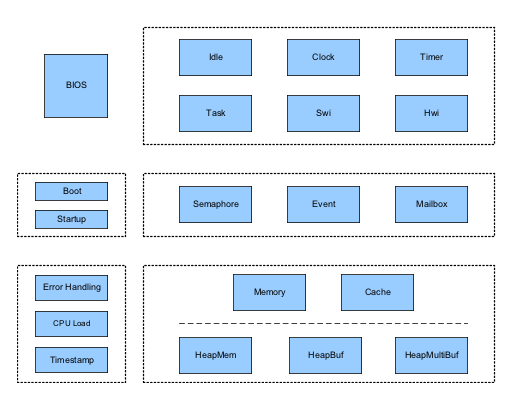 BIOS
Idle
Clock
Timer
Task
Swi
Hwi
Boot
Startup
Semaphore
Event
Mailbox
Error Handling
CPU Load
Timestamp
Memory
Cache
HeapMem
HeapBuf
HeapMultiBuf